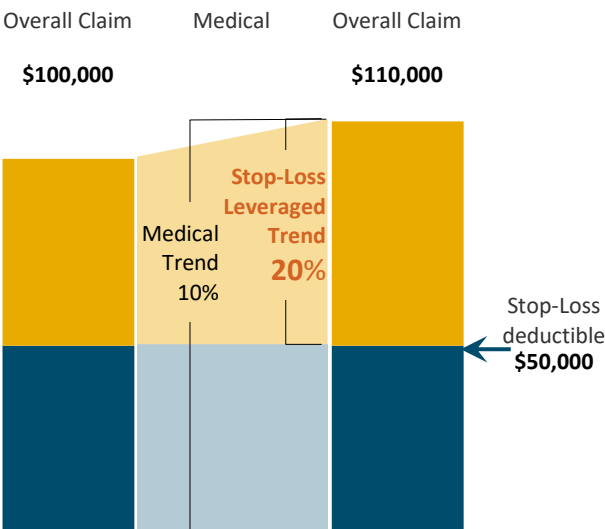 Overall Claim
Medical
Overall Claim
$100,000
$110,000
Stop-Loss
Leveraged
Trend
20%
Medical
Trend
10%
Stop-Loss
deductible
$50,000